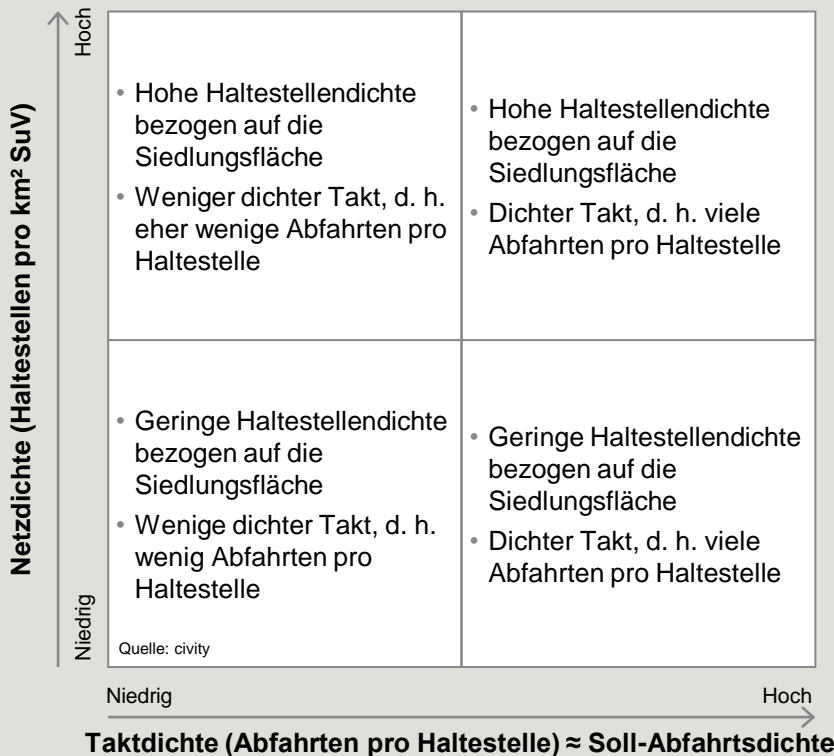 Netzdichte (Haltestellen pro km² SuV)
Hoch
Niedrig
• Hohe Haltestellendichte
bezogen auf die
Siedlungsfläche
• Weniger dichter Takt, d. h.
eher wenige Abfahrten pro
Haltestelle
• Hohe Haltestellendichte
bezogen auf die
Siedlungsfläche
• Dichter Takt, d. h. viele
Abfahrten pro Haltestelle
• Geringe Haltestellendichte
bezogen auf die
Siedlungsfläche
• Wenige dichter Takt, d. h.
wenig Abfahrten pro
Haltestelle
Quelle: civity
• Geringe Haltestellendichte
bezogen auf die
Siedlungsfläche
• Dichter Takt, d. h. viele
Abfahrten pro Haltestelle
Niedrig
Hoch
Taktdichte (Abfahrten pro Haltestelle) ≈ Soll-Abfahrtsdichte